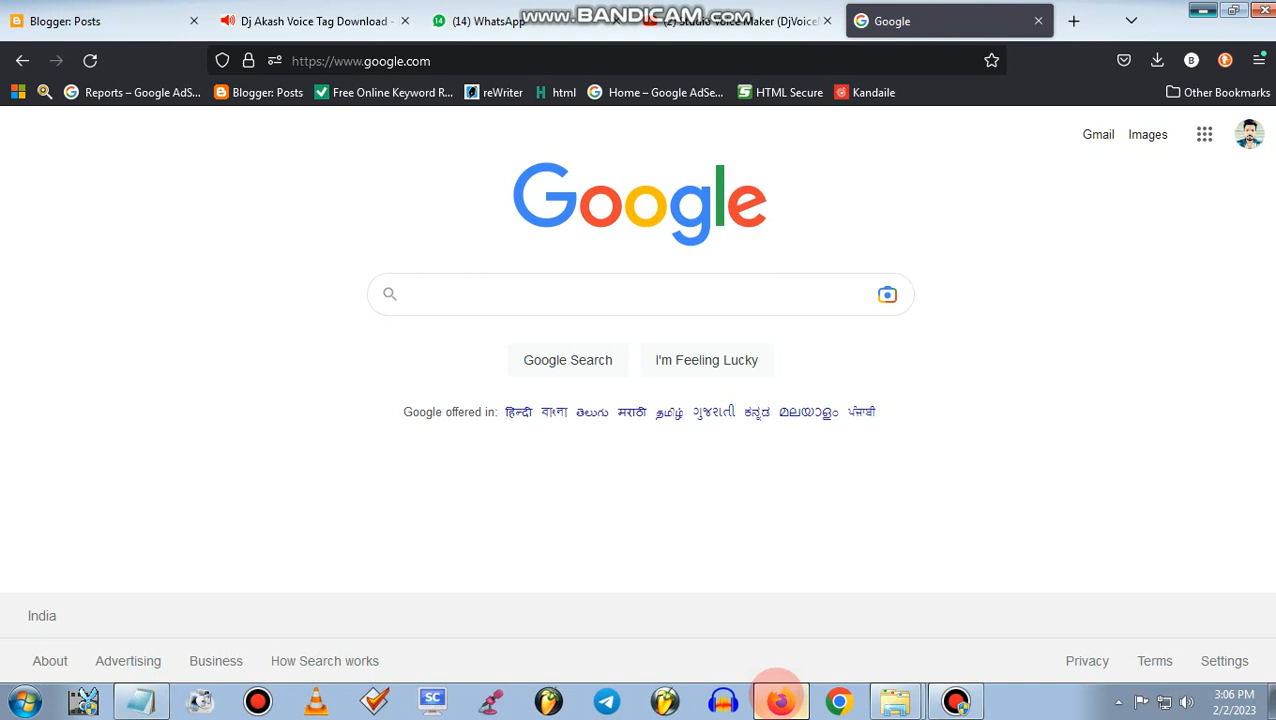 Blogger: Posts
Dj Akash Voice Tag Download -
(14) WhatsApp
(2) Studio Voice Maker (DjVoice
Google
www.BANDICAM.com
https://www.google.com
Reports – Google AdS...
Blogger: Posts
Free Online Keyword R...
reWriter
html
Home – Google AdSe...
HTML Secure
Kandaile
Other Bookmarks
Gmail Images
Google
Google Search
I'm Feeling Lucky
Google offered in: हिन्दी বাংলা తెలుగు मराठी தமிழ் ગુજરાતી ಕನ್ನಡ മലയാളം ਪੰਜਾਬੀ
India
About Advertising Business How Search works
Privacy Terms Settings
SC
3:06 PM
2/2/2023